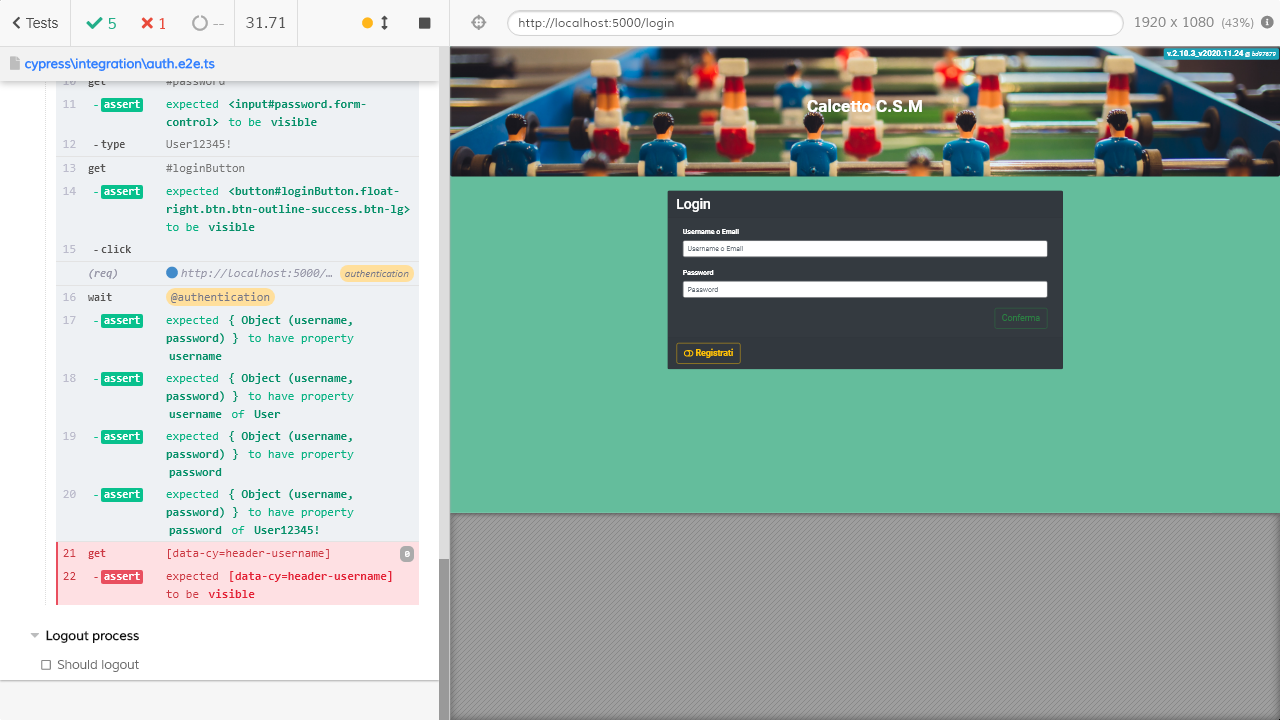 Tests
5
1
--
31.71
http://localhost:5000/login
1920 x 1080 (43%)
cypress\integration\auth.e2e.ts
10 get #password
11 - assert expected <input#password.form-
control> to be visible
12 - type User12345!
13 get #loginButton
14 - assert expected <button#loginButton.float-
right.btn.btn-outline-success.btn-lg>
to be visible
15 - click
(req) http://localhost:5000/… authentication
16 wait @authentication
17 - assert expected { Object (username,
password) } to have property
username
18 - assert expected { Object (username,
password) } to have property
username of User
19 - assert expected { Object (username,
password) } to have property
password
20 - assert expected { Object (username,
password) } to have property
password of User12345!
21 get [data-cy=header-username] 0
22 - assert expected [data-cy=header-username]
to be visible
Logout process
Should logout
Calcetto C.S.M
Login
Username o Email
Username o Email
Password
Password
Conferma
Registrati